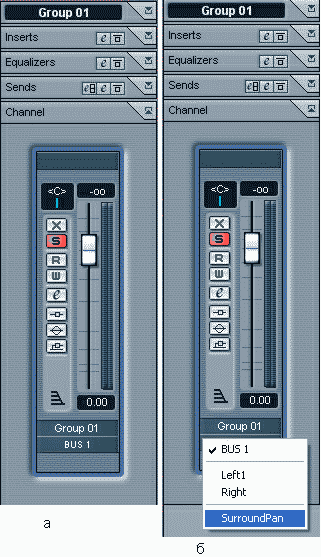 Group 01
Inserts
Equalizers
Sends
Channel
<C>
-oo
X
S
R
W
e
0.00
Group 01
BUS 1
а
Group 01
Inserts
Equalizers
Sends
Channel
<C>
-oo
X
S
R
W
e
0.00
Group 01
✓ BUS 1
Left1
Right
SurroundPan
б